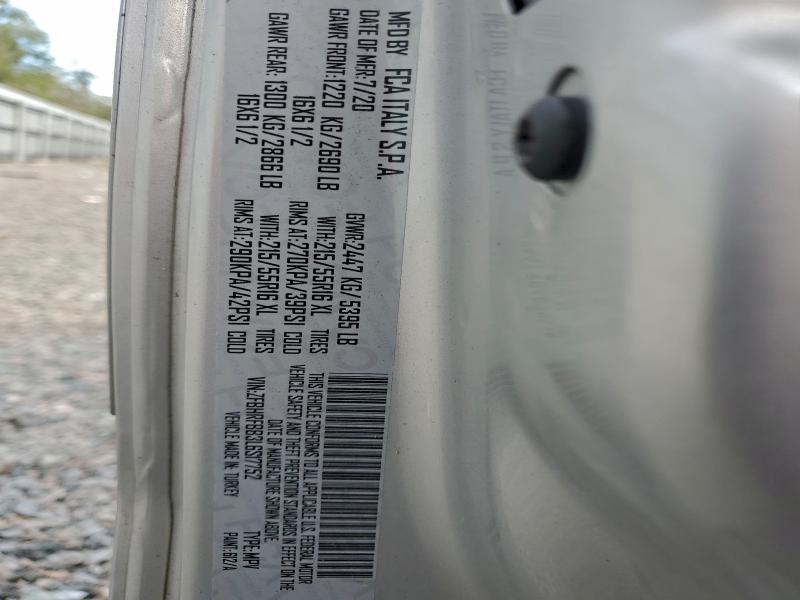 MFD BY FCA ITALY S.P.A.
DATE OF MFR:7/20 GVWR:2447 KG/5395 LB
GAWR FRONT:1220 KG/2690 LB WITH:215/55R16 XL TIRES
16X6 1/2 RIMS AT:270KPA/39PSI COLD
GAWR REAR: 1300 KG/2866 LB WITH:215/55R16 XL TIRES
16X6 1/2 RIMS AT:290KPA/42PSI COLD
THIS VEHICLE CONFORMS TO ALL APPLICABLE U.S. FEDERAL MOTOR
VEHICLE SAFETY AND THEFT PREVENTION STANDARDS IN EFFECT ON THE
DATE OF MANUFACTURE SHOWN ABOVE.
VIN:ZFBHRFBB3L6S17752 TYPE:MPV
VEHICLE MADE IN: TURKEY PAINT:612/A